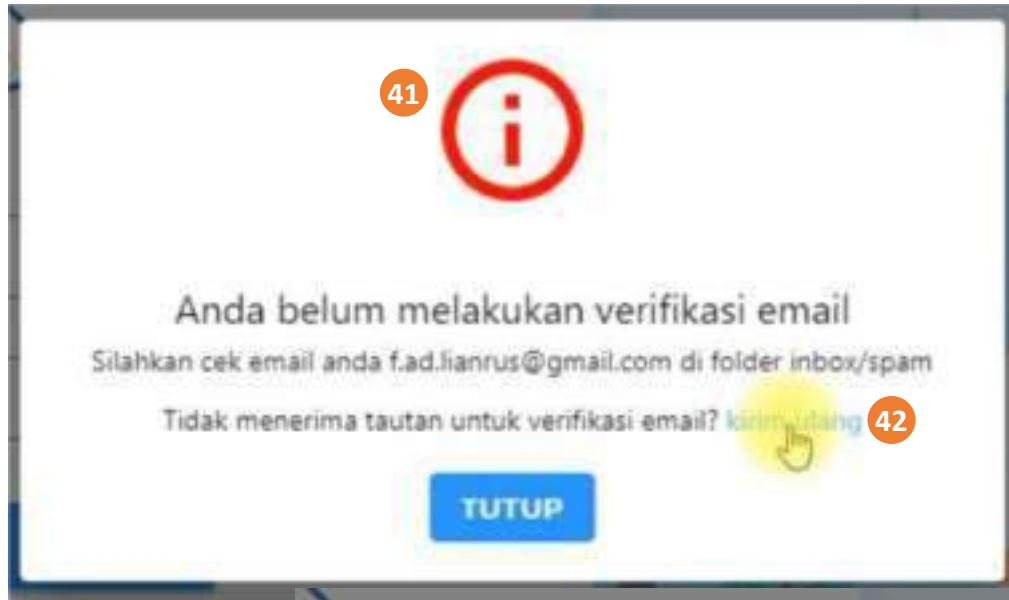 41
Anda belum melakukan verifikasi email
Silahkan cek email anda f.ad.lianrus@gmail.com di folder inbox/spam
Tidak menerima tautan untuk verifikasi email? kirim ulang 42
TUTUP